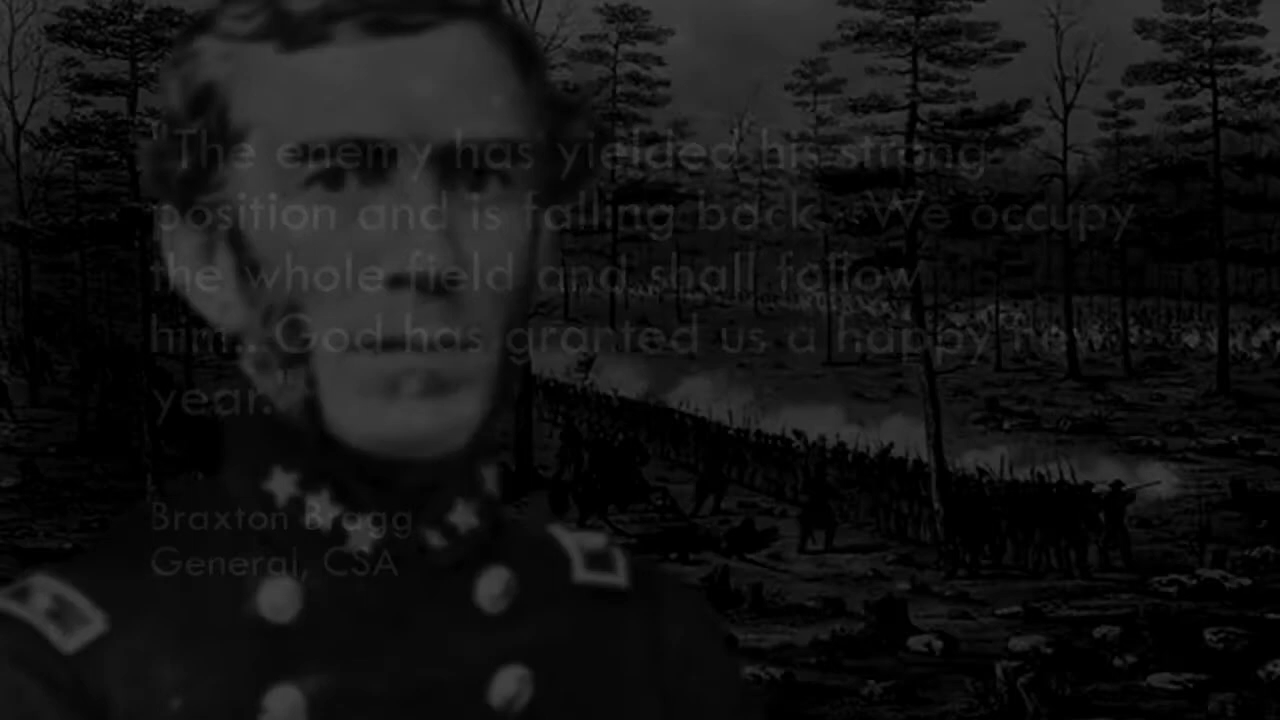 "The enemy has yielded his strong
position and is falling back. We occupy
the whole field and shall follow
him.. God has granted us a happy new
year.
Braxton Bragg
General, CSA